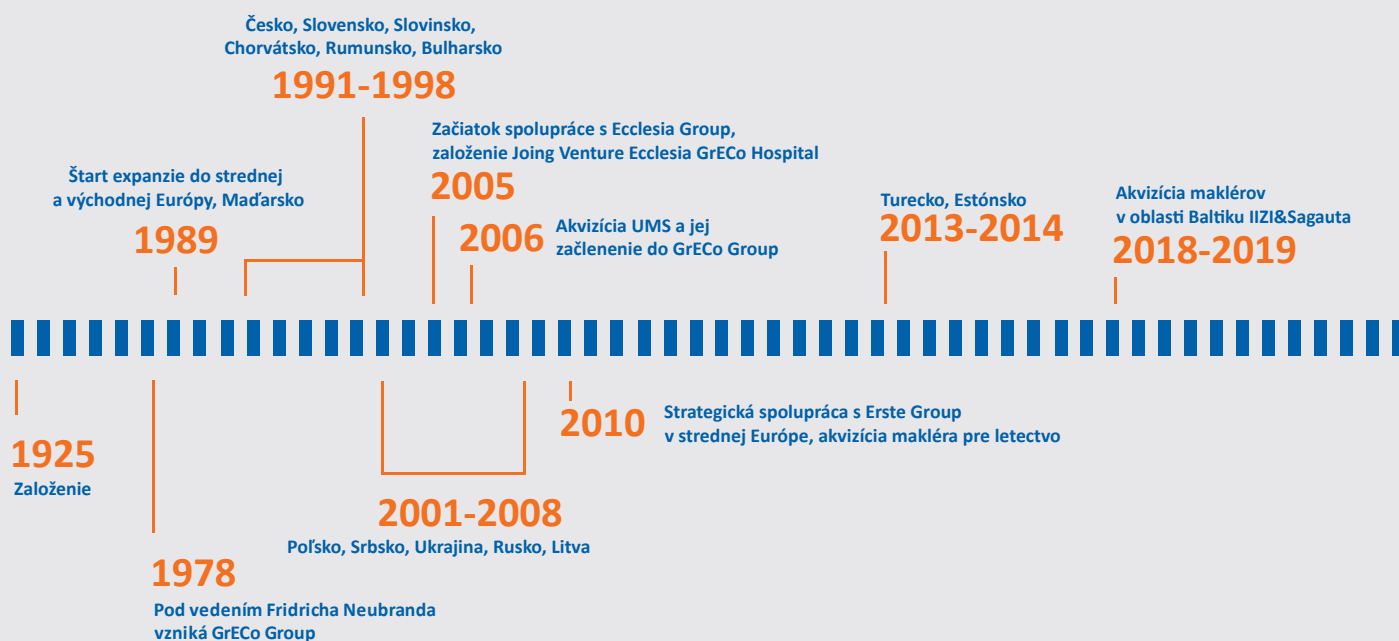 Česko, Slovensko, Slovinsko,
Chorvátsko, Rumunsko, Bulharsko
1991-1998
Začiatok spolupráce s Ecclesia Group,
založenie Joing Venture Ecclesia GrECo Hospital
2005
Štart expanzie do strednej
a východnej Európy, Maďarsko
1989
2006
Akvizícia UMS a jej
začlenenie do GrECo Group
Turecko, Estónsko
2013-2014
Akvizícia maklérov
v oblasti Baltiku IIZI&Sagauta
2018-2019
1925
Založenie
1978
Pod vedením Fridricha Neubranda
vzniká GrECo Group
2001-2008
Poľsko, Srbsko, Ukrajina, Rusko, Litva
2010
Strategická spolupráca s Erste Group
v strednej Európe, akvizícia makléra pre letectvo